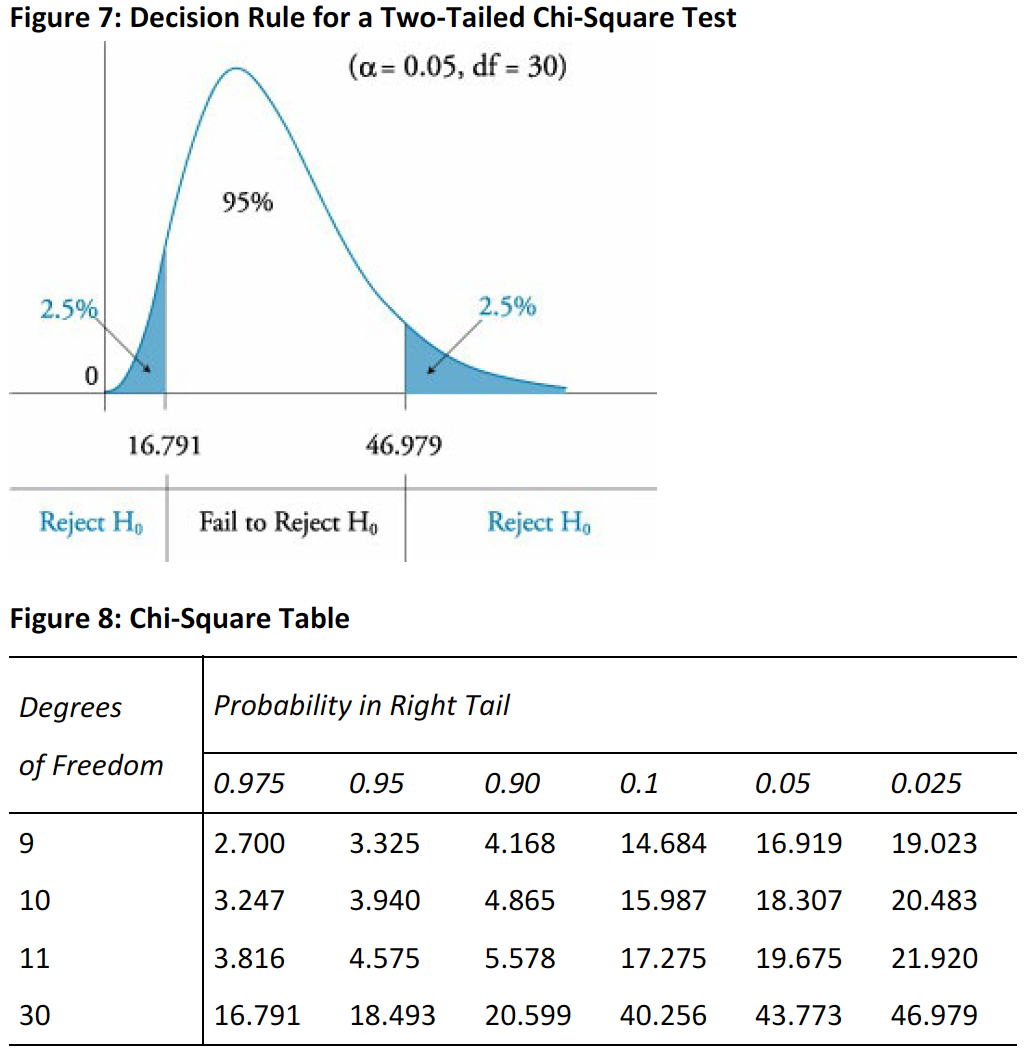 Figure 7: Decision Rule for a Two-Tailed Chi-Square Test
(α = 0.05, df = 30)
95%
2.5%
2.5%
0
16.791 46.979
Reject H₀ Fail to Reject H₀ Reject H₀
Figure 8: Chi-Square Table
Degrees of Freedom
Probability in Right Tail
0.975 0.95 0.90 0.1 0.05 0.025
9 2.700 3.325 4.168 14.684 16.919 19.023
10 3.247 3.940 4.865 15.987 18.307 20.483
11 3.816 4.575 5.578 17.275 19.675 21.920
30 16.791 18.493 20.599 40.256 43.773 46.979